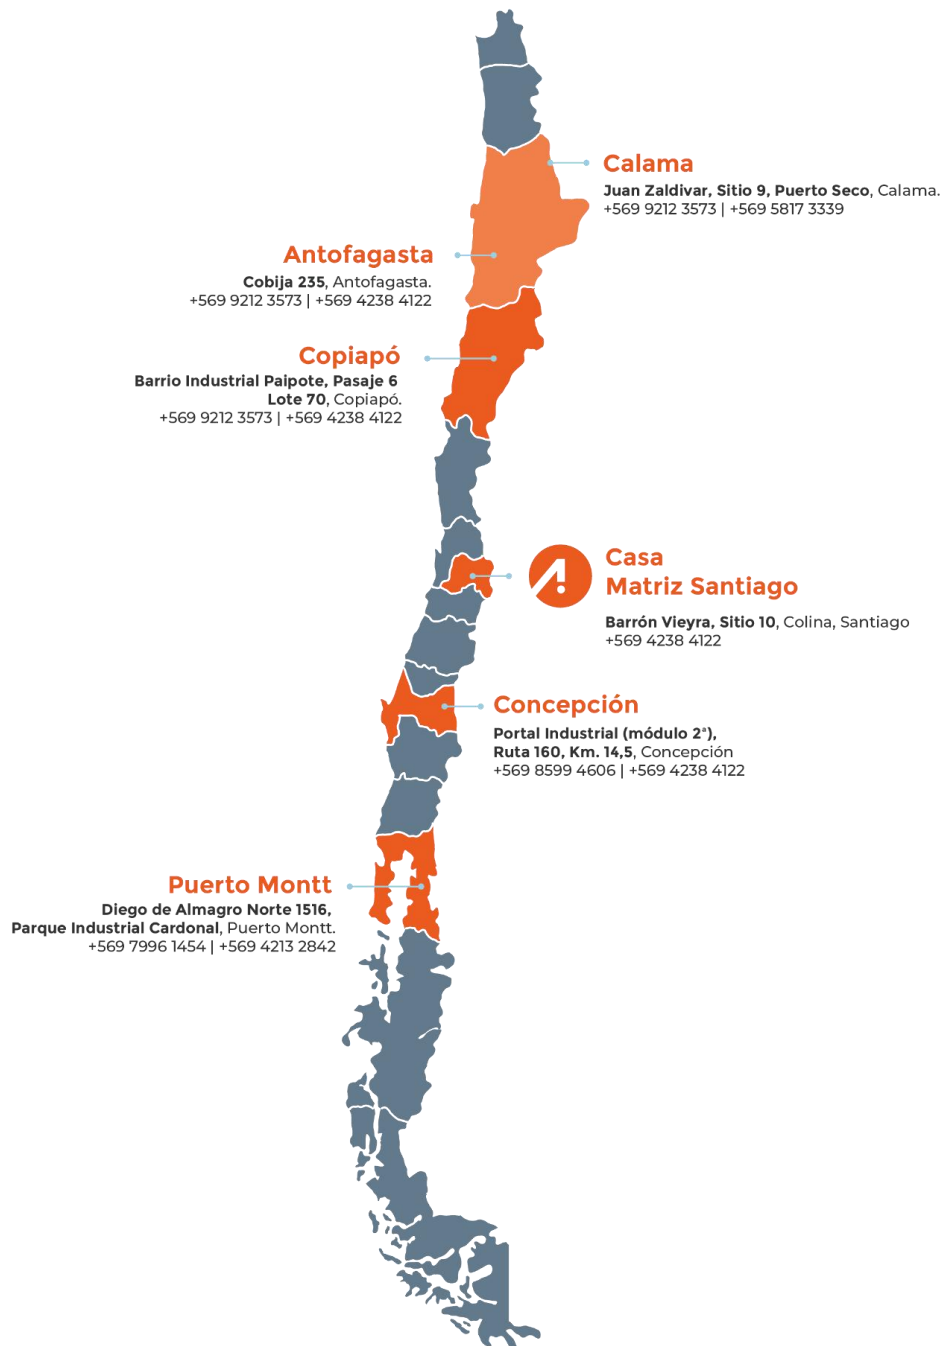 Calama
Juan Zaldivar, Sitio 9, Puerto Seco, Calama.
+569 9212 3573 | +569 5817 3339
Antofagasta
Cobija 235, Antofagasta.
+569 9212 3573 | +569 4238 4122
Copiapó
Barrio Industrial Paipote, Pasaje 6
Lote 70, Copiapó.
+569 9212 3573 | +569 4238 4122
Casa
Matriz Santiago
Barrón Vieyra, Sitio 10, Colina, Santiago
+569 4238 4122
Concepción
Portal Industrial (módulo 2ª),
Ruta 160, Km. 14,5, Concepción
+569 8599 4606 | +569 4238 4122
Puerto Montt
Diego de Almagro Norte 1516,
Parque Industrial Cardonal, Puerto Montt.
+569 7996 1454 | +569 4213 2842